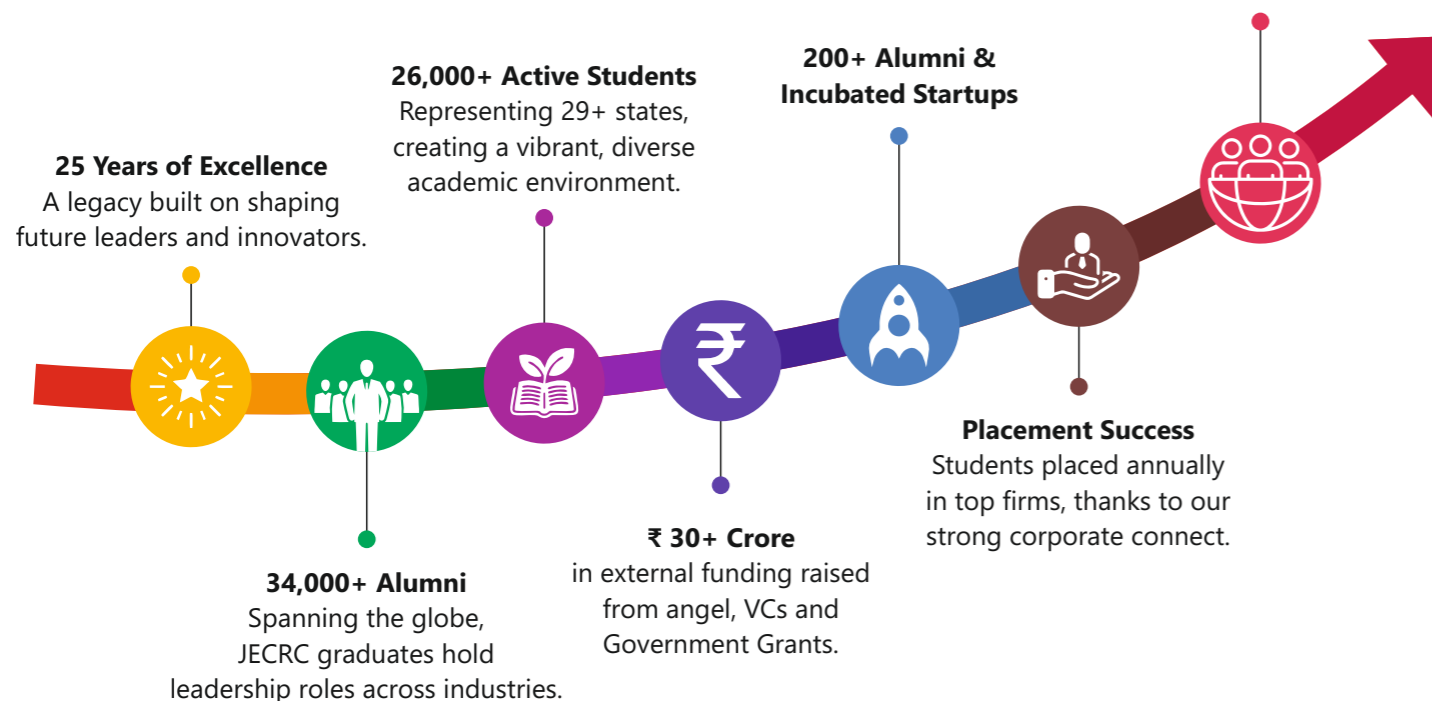 25 Years of Excellence
A legacy built on shaping
future leaders and innovators.
34,000+ Alumni
Spanning the globe,
JECRC graduates hold
leadership roles across industries.
26,000+ Active Students
Representing 29+ states,
creating a vibrant, diverse
academic environment.
₹
₹ 30+ Crore
in external funding raised
from angel, VCs and
Government Grants.
200+ Alumni &
Incubated Startups
Placement Success
Students placed annually
in top firms, thanks to our
strong corporate connect.